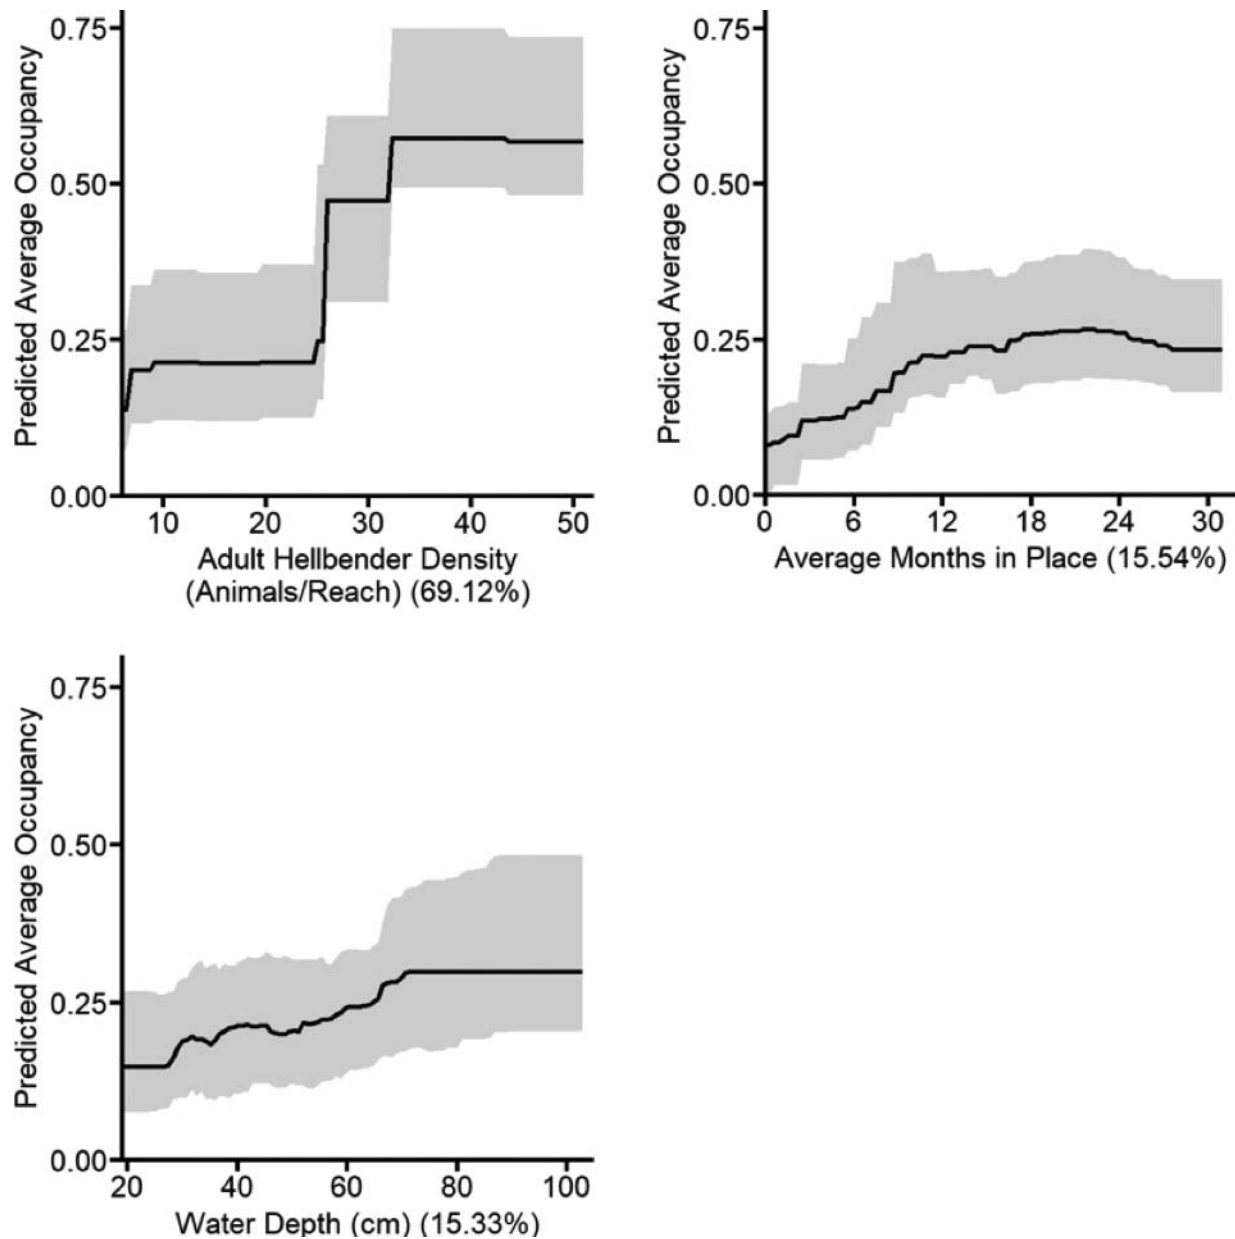 Predicted Average Occupancy
0.75
0.50
0.25
0.00
10 20 30 40 50
Adult Hellbender Density
(Animals/Reach) (69.12%)
Predicted Average Occupancy
0.75
0.50
0.25
0.00
0 6 12 18 24 30
Average Months in Place (15.54%)
Predicted Average Occupancy
0.75
0.50
0.25
0.00
20 40 60 80 100
Water Depth (cm) (15.33%)